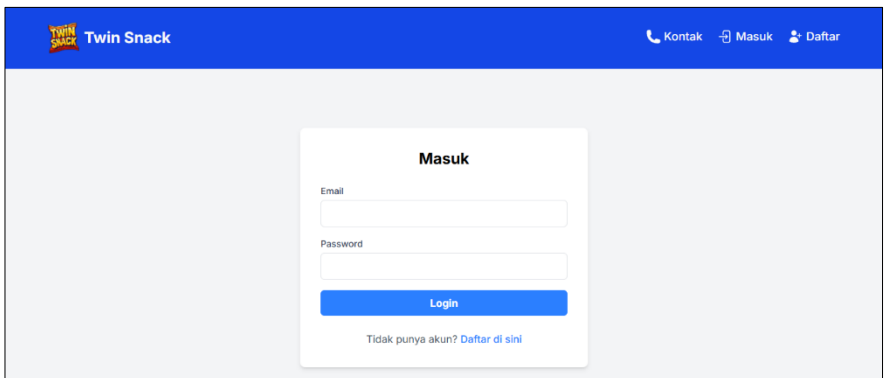 TWIN
SNACK
Twin Snack
Kontak
Masuk
Daftar
Masuk
Email
Password
Login
Tidak punya akun? Daftar di sini